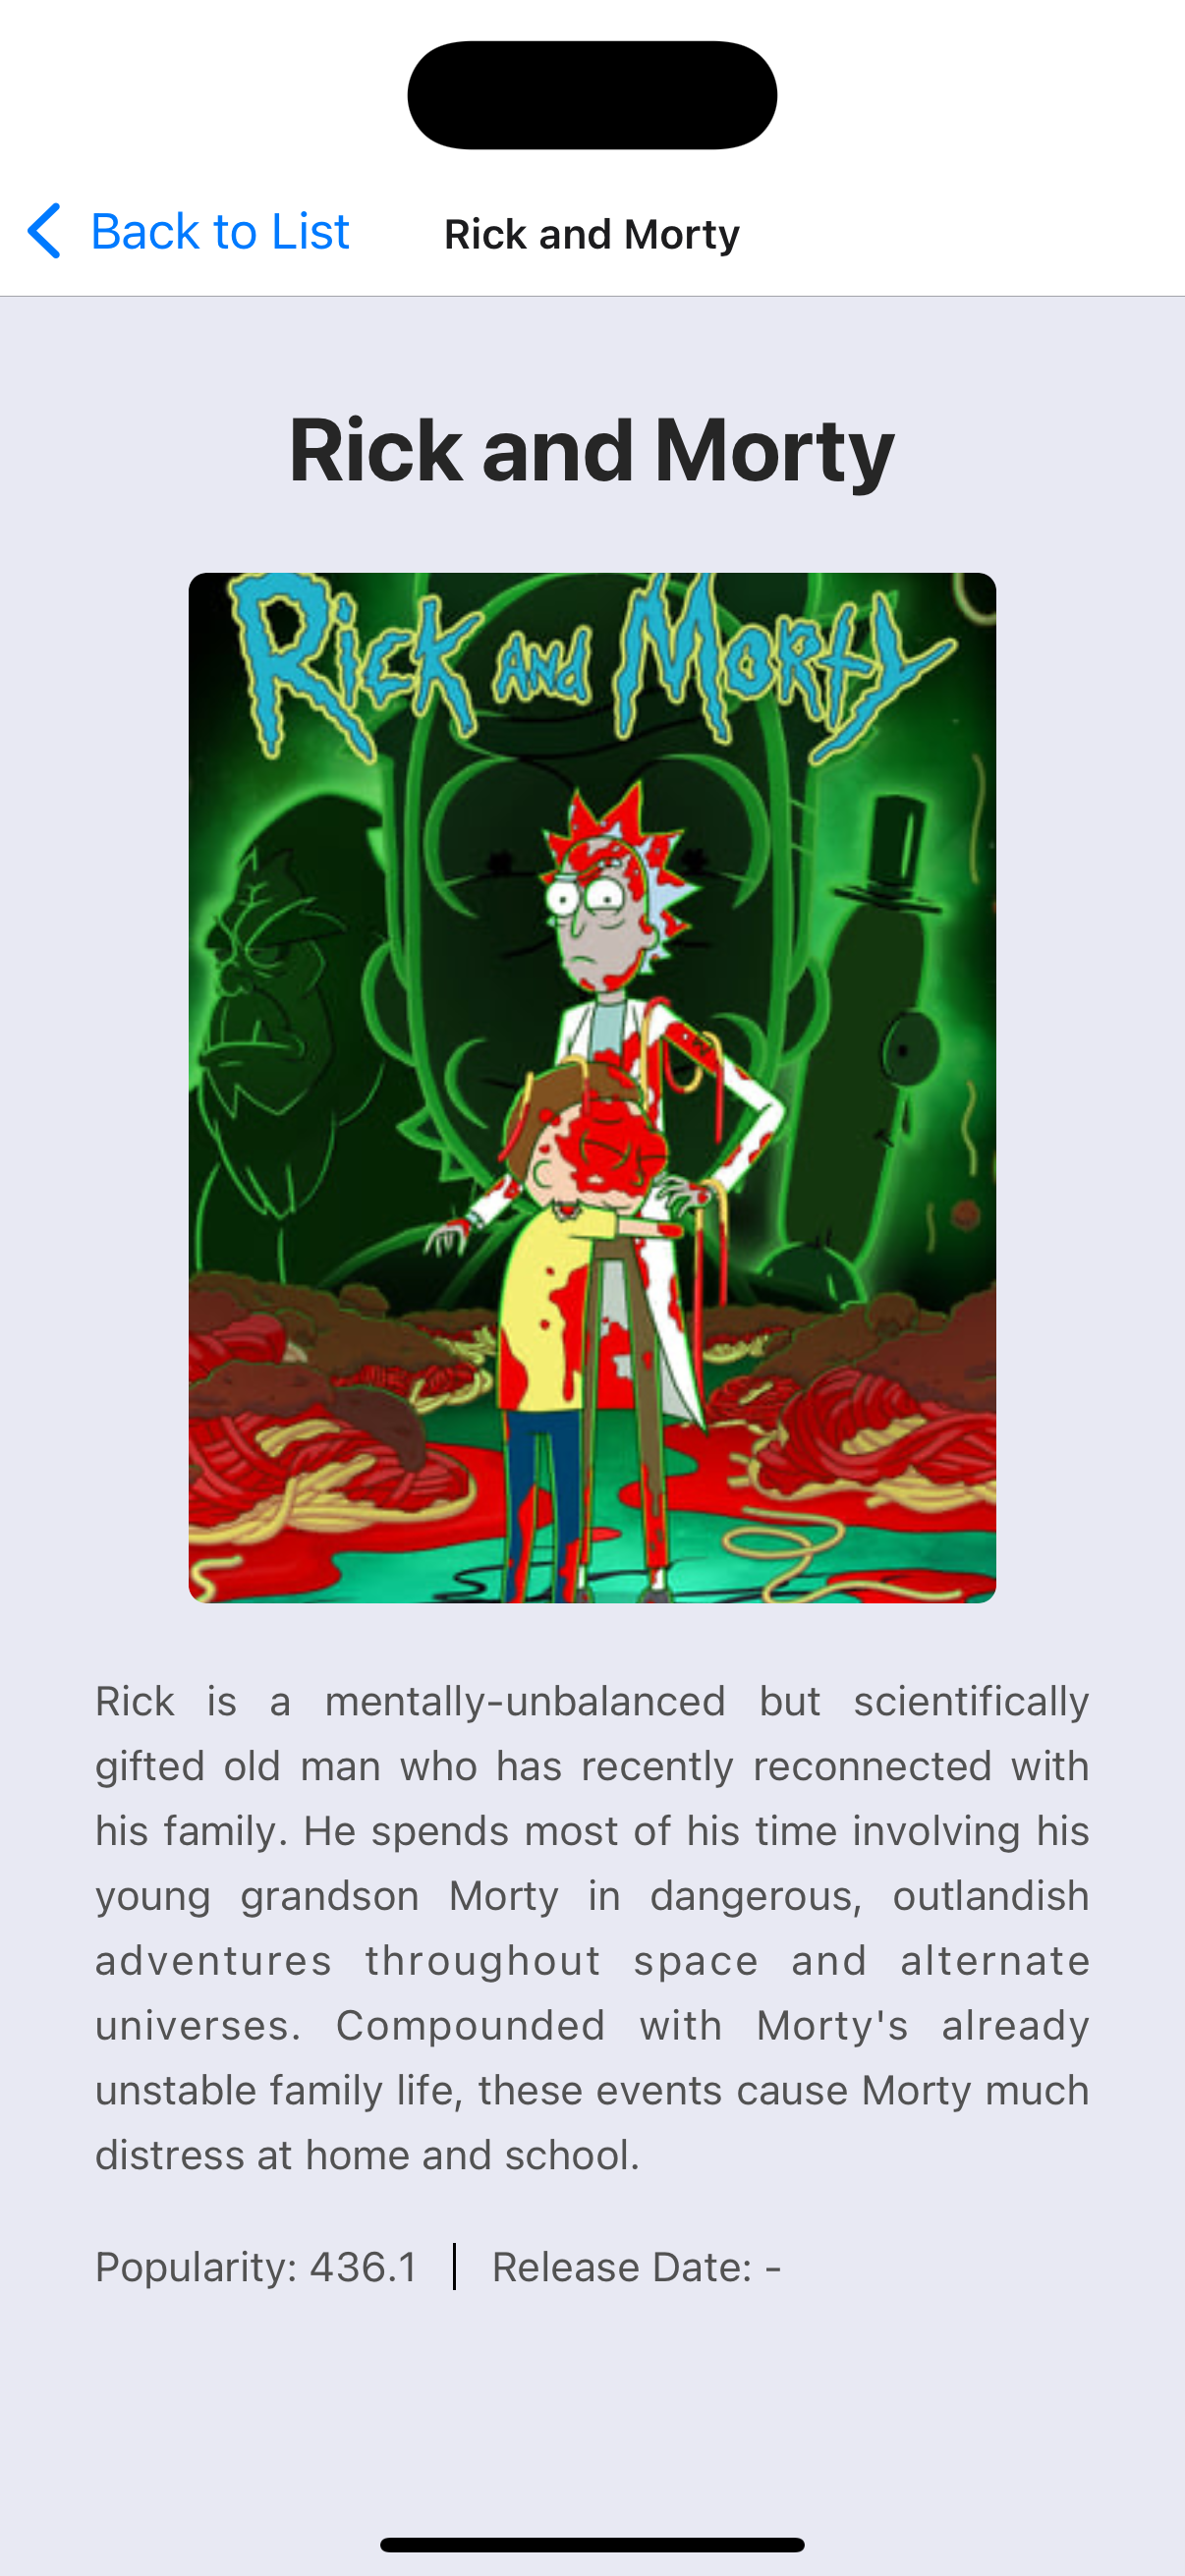 Back to List
Rick and Morty
Rick and Morty
Rick and Morty
Rick is a mentally-unbalanced but scientifically
gifted old man who has recently reconnected with
his family. He spends most of his time involving his
young grandson Morty in dangerous, outlandish
adventures throughout space and alternate
universes. Compounded with Morty's already
unstable family life, these events cause Morty much
distress at home and school.
Popularity: 436.1 | Release Date: -